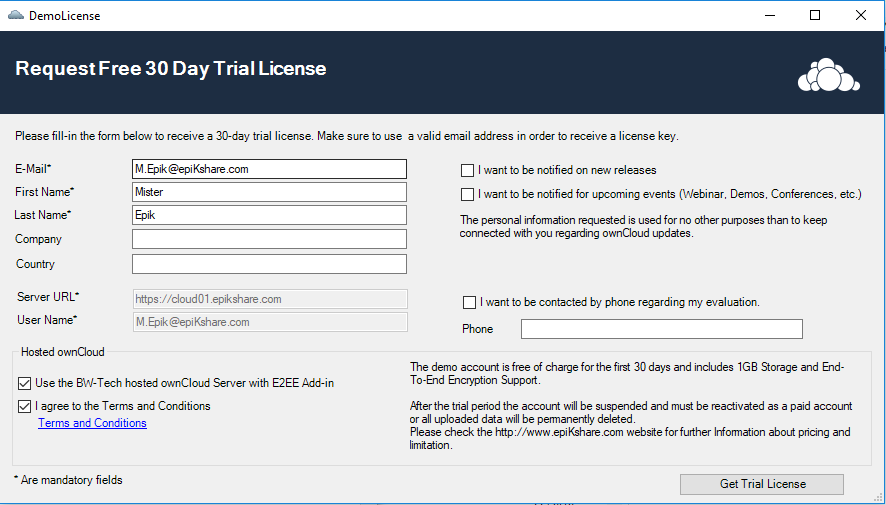 DemoLicense
Request Free 30 Day Trial License
Please fill-in the form below to receive a 30-day trial license. Make sure to use a valid email address in order to receive a license key.
E-Mail* M.Epik@epiKshare.com
First Name* Mister
Last Name* Epik
Company
Country
I want to be notified on new releases
I want to be notified for upcoming events (Webinar, Demos, Conferences, etc.)
The personal information requested is used for no other purposes than to keep
connected with you regarding ownCloud updates.
Server URL* https://cloud01.epikshare.com
User Name* M.Epik@epiKshare.com
I want to be contacted by phone regarding my evaluation.
Phone
Hosted ownCloud
Use the BW-Tech hosted ownCloud Server with E2EE Add-in
I agree to the Terms and Conditions
Terms and Conditions
The demo account is free of charge for the first 30 days and includes 1GB Storage and End-
To-End Encryption Support.
After the trial period the account will be suspended and must be reactivated as a paid account
or all uploaded data will be permanently deleted.
Please check the http://www.epiKshare.com website for further Information about pricing and
limitation.
* Are mandatory fields
Get Trial License